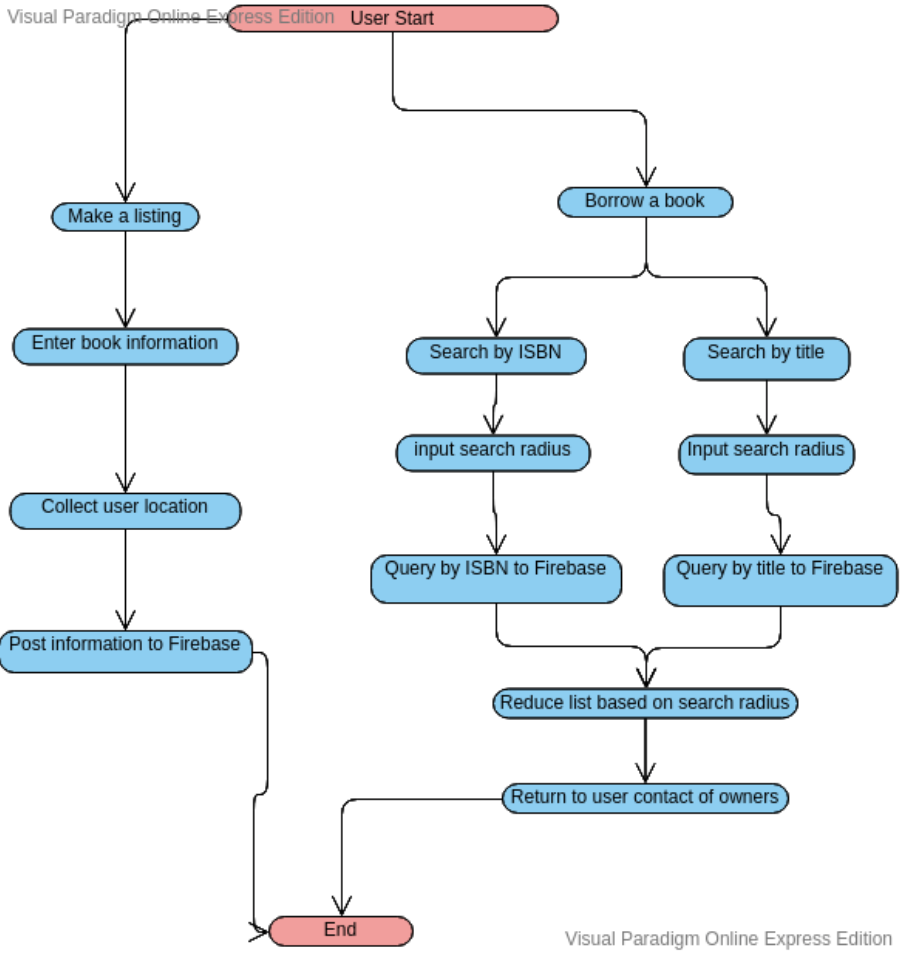 Visual Paradigm Online Express Edition
User Start
Borrow a book
Make a listing
Enter book information
Search by ISBN
Search by title
input search radius
Input search radius
Collect user location
Query by ISBN to Firebase
Query by title to Firebase
Post information to Firebase
Reduce list based on search radius
Return to user contact of owners
End
Visual Paradigm Online Express Edition